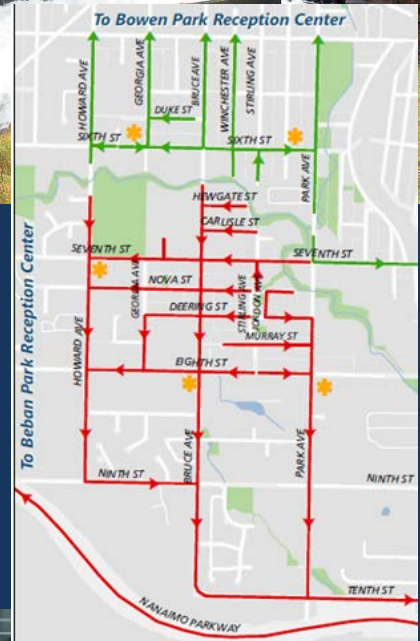 To Bowen Park Reception Center
HOWARD AVE
GEORGIA AVE
BRUCE AVE
WINCHESTER AVE
STIRLING AVE
DUKE ST
SIXTH ST
SIXTH ST
PARK AVE
HEWGATE ST
CARLISLE ST
SEVENTH ST
SEVENTH ST
NOVA ST
GEORGIA AVE
DEERING ST
STIRLING AVE
JORDON AVE
MURRAY ST
EIGHTH ST
HOWARD AVE
To Beban Park Reception Center
NINTH ST
BRUCE AVE
PARK AVE
NINTH ST
TENTH ST
NANAIMO PARKWAY